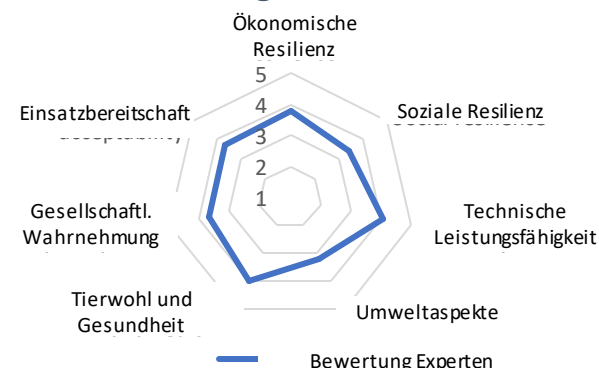 Ökonomische
Resilienz
5
4
3
2
1
Einsatzbereitschaft
Soziale Resilienz
Gesellschaftl.
Wahrnehmung
Technische
Leistungsfähigkeit
Tierwohl und
Gesundheit
Umweltaspekte
Bewertung Experten